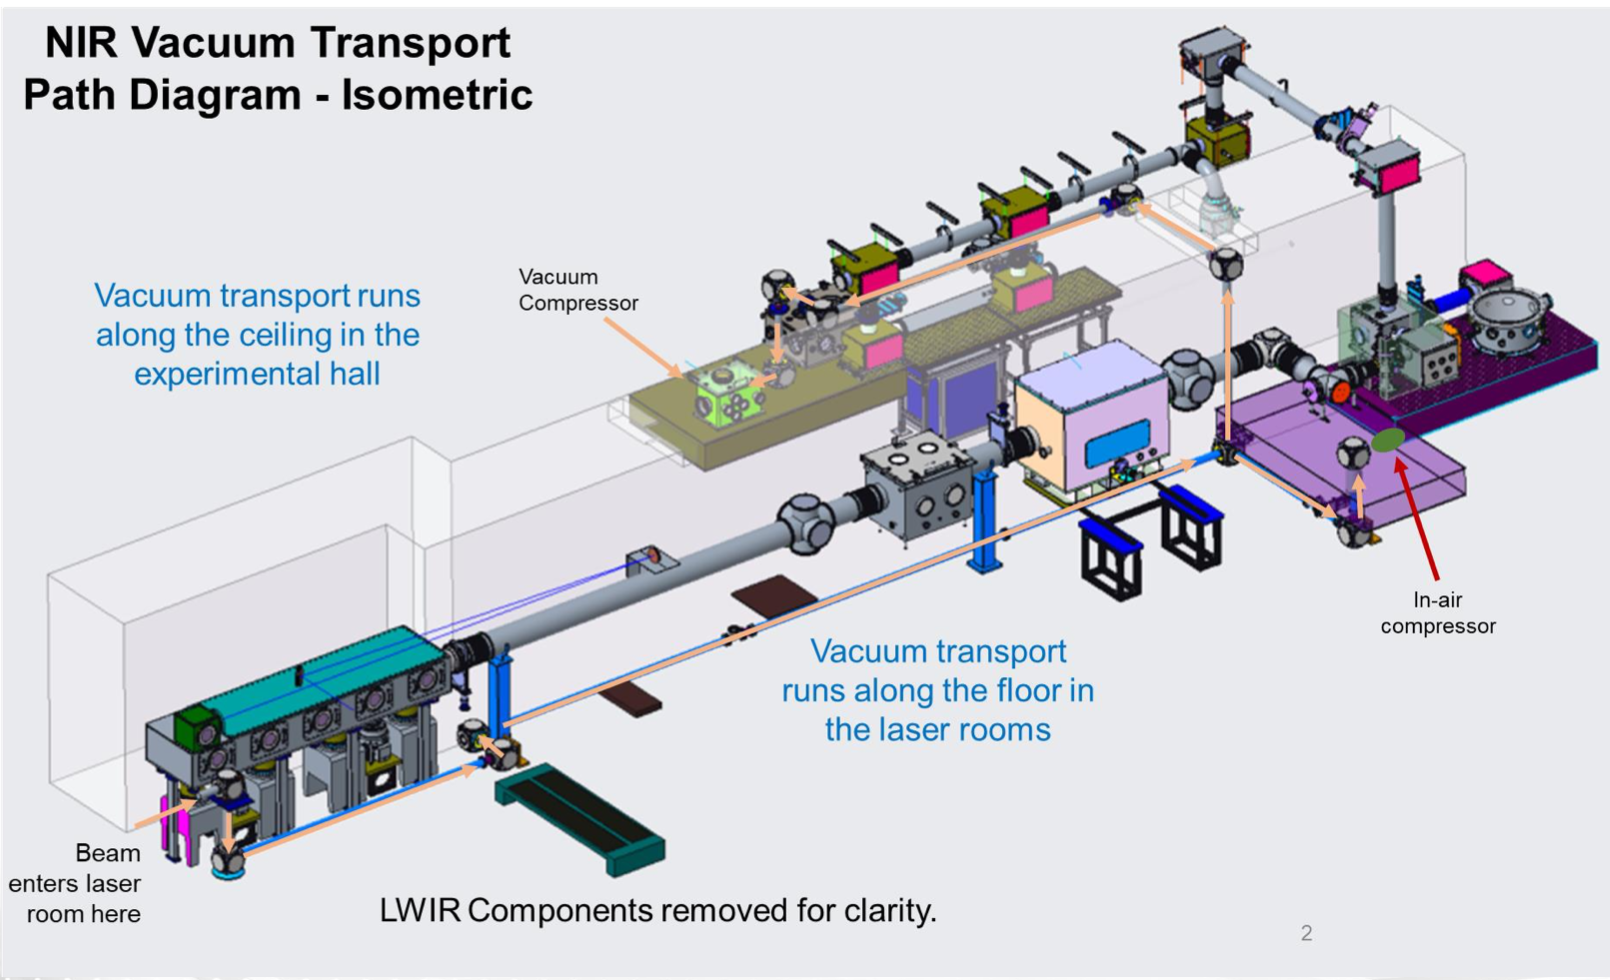 NIR Vacuum Transport
Path Diagram - Isometric
Vacuum transport runs
along the ceiling in the
experimental hall
Vacuum
Compressor
In-air
compressor
Vacuum transport
runs along the floor in
the laser rooms
Beam
enters laser
room here
LWIR Components removed for clarity.
2